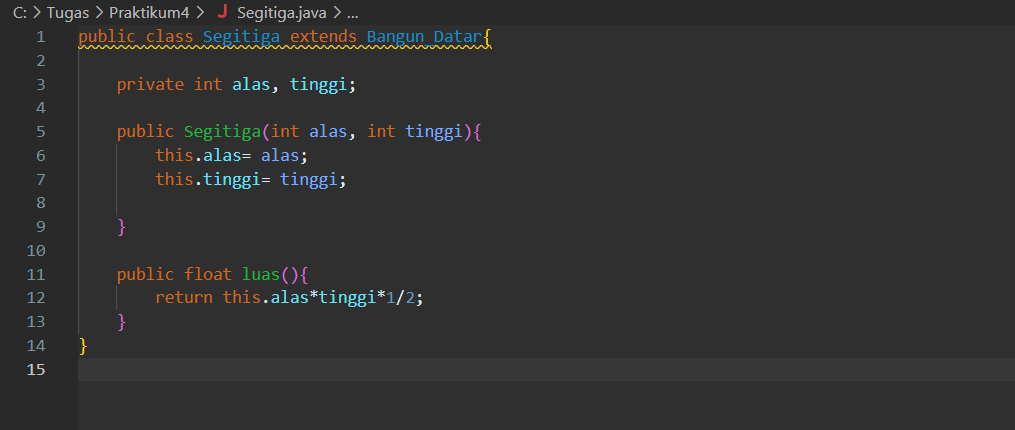 C: > Tugas > Praktikum4 > J Segitiga.java > ...
1 public class Segitiga extends Bangun_Datar{
2
3     private int alas, tinggi;
4
5     public Segitiga(int alas, int tinggi){
6         this.alas= alas;
7         this.tinggi= tinggi;
8
9     }
10
11     public float luas(){
12         return this.alas*tinggi*1/2;
13     }
14 }
15